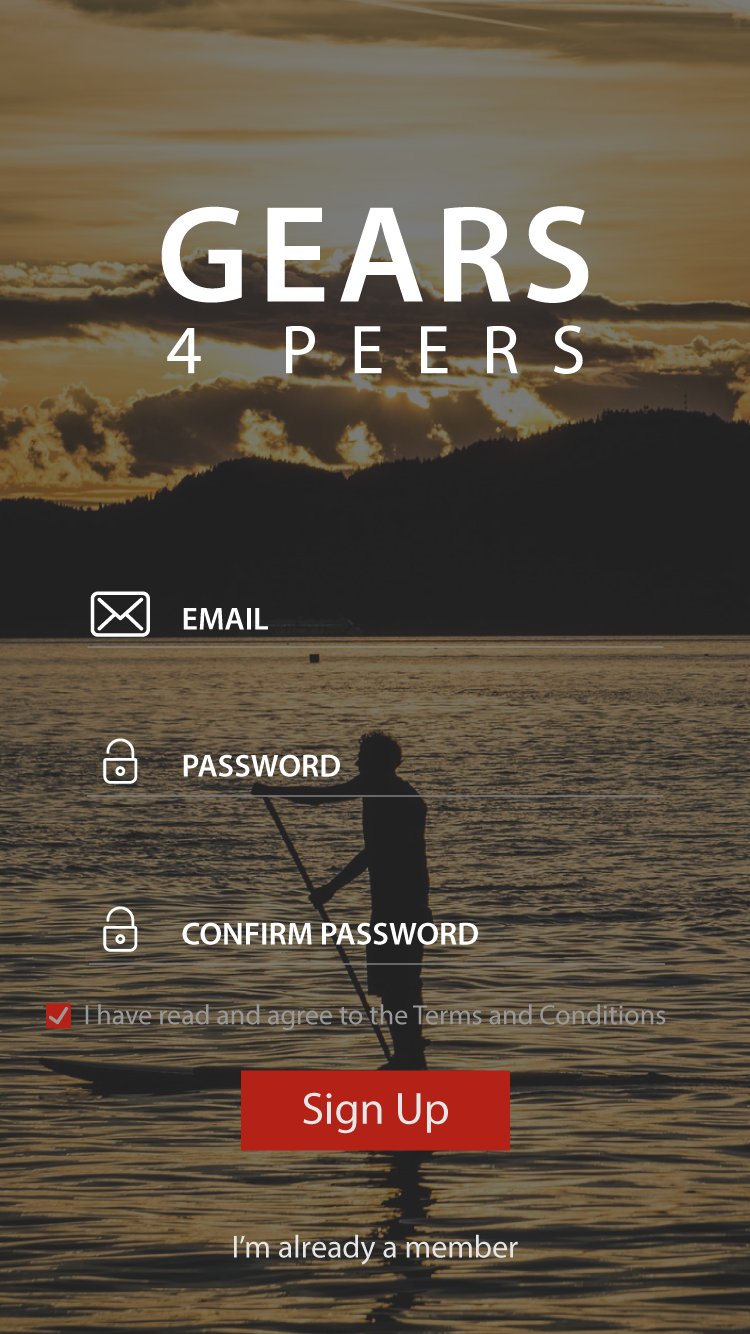 GEARS
4 PEERS
EMAIL
PASSWORD
CONFIRM PASSWORD
I have read and agree to the Terms and Conditions
Sign Up
I'm already a member